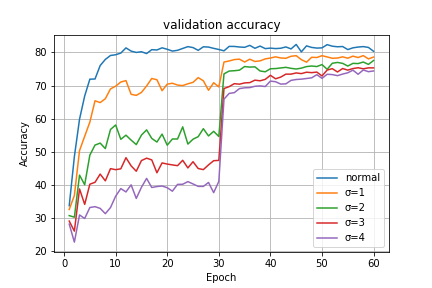 validation accuracy
Accuracy
80
70
60
50
40
30
20
0
10
20
30
40
50
60
Epoch
normal
σ=1
σ=2
σ=3
σ=4